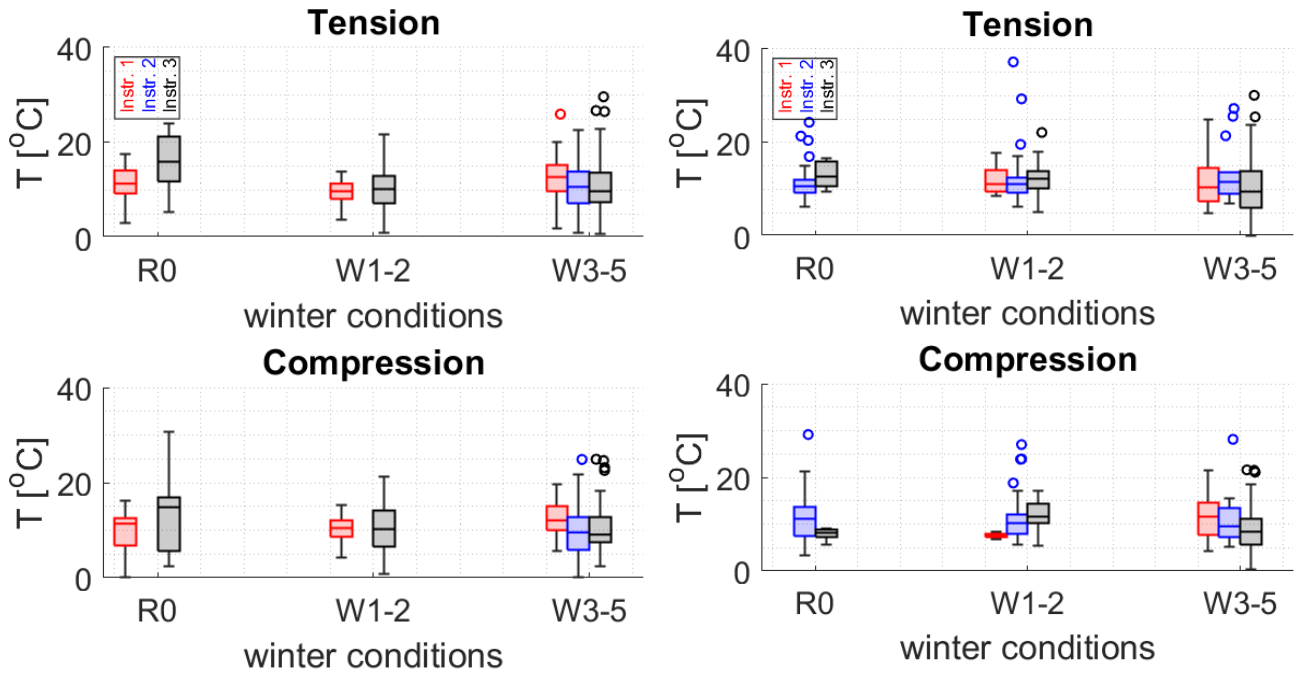 Tension
40
20
0
T [°C]
Instr. 1
Instr. 2
Instr. 3
R0 W1-2 W3-5
winter conditions
Tension
40
20
0
T [°C]
Instr. 1
Instr. 2
Instr. 3
R0 W1-2 W3-5
winter conditions
Compression
40
20
0
T [°C]
R0 W1-2 W3-5
winter conditions
Compression
40
20
0
T [°C]
R0 W1-2 W3-5
winter conditions